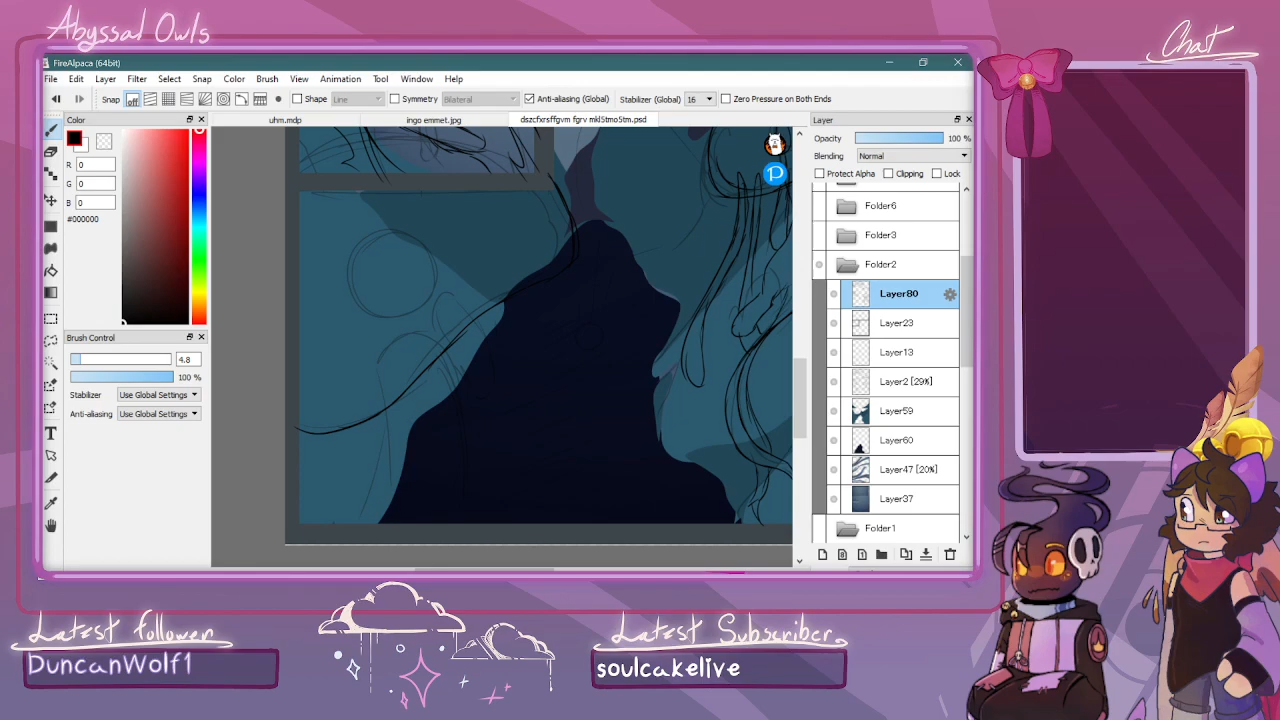 Abyssal Owls
Chat
FireAlpaca (64bit)
File Edit Layer Filter Select Snap Color Brush View Animation Tool Window Help
Snap off Shape Line Symmetry Bilateral Anti-aliasing (Global) Stabilizer (Global) 16 Zero Pressure on Both Ends
Color
uhm.mdp
ingo emmet.jpg
dszcfxrsffgvm fgrv mkl5tmo5tm.psd
Layer
R 0
G 0
B 0
#000000
Brush Control
4.8
100 %
Stabilizer Use Global Settings
Anti-aliasing Use Global Settings
T
P
Opacity 100 %
Blending Normal
Protect Alpha Clipping Lock
Folder6
Folder3
Folder2
Layer80
Layer23
Layer13
Layer2 [29%]
Layer59
Layer60
Layer47 [20%]
Layer37
Folder1
Latest follower
DuncanWolf1
Latest Subscriber
soulcakelive